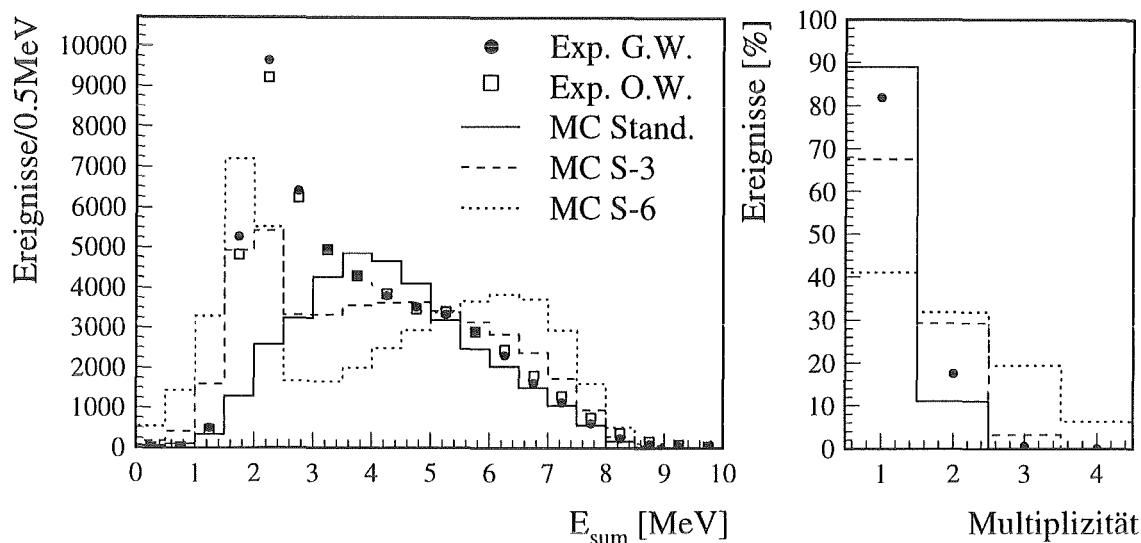 Ereignisse/0.5MeV
10000
9000
8000
7000
6000
5000
4000
3000
2000
1000
0
0 1 2 3 4 5 6 7 8 9 10
E_sum [MeV]
Exp. G.W.
Exp. O.W.
MC Stand.
MC S-3
MC S-6
Ereignisse [%]
100
90
80
70
60
50
40
30
20
10
0
1 2 3 4
Multiplizität